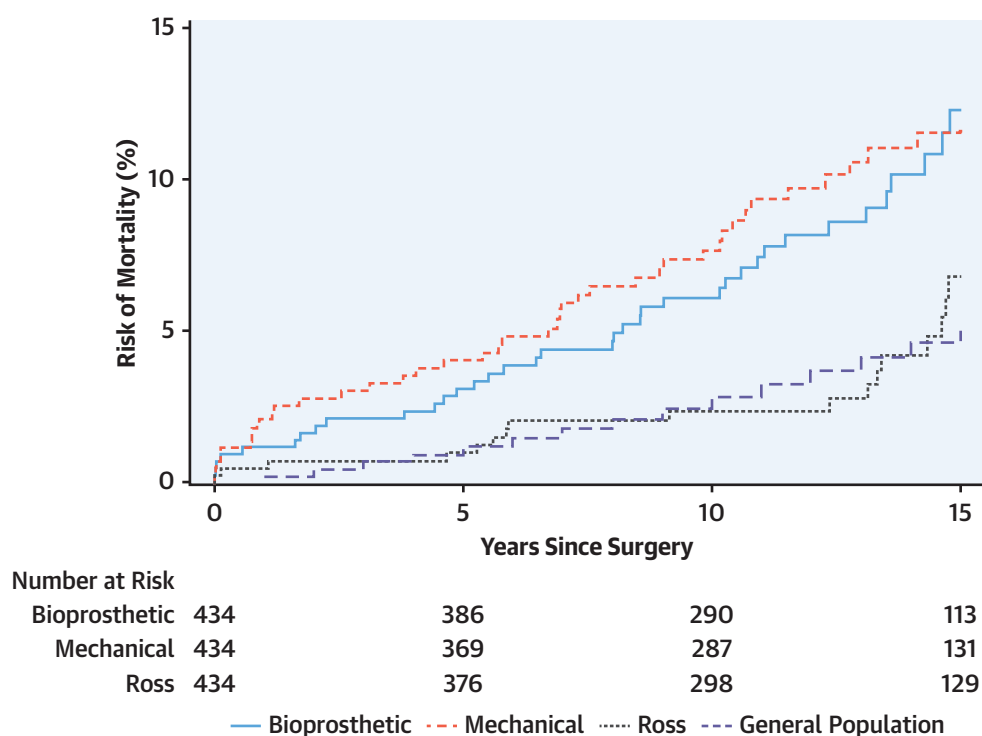 15
10
5
0
Risk of Mortality (%)
0 5 10 15
Years Since Surgery
Number at Risk
Bioprosthetic 434 386 290 113
Mechanical 434 369 287 131
Ross 434 376 298 129
Bioprosthetic Mechanical Ross General Population